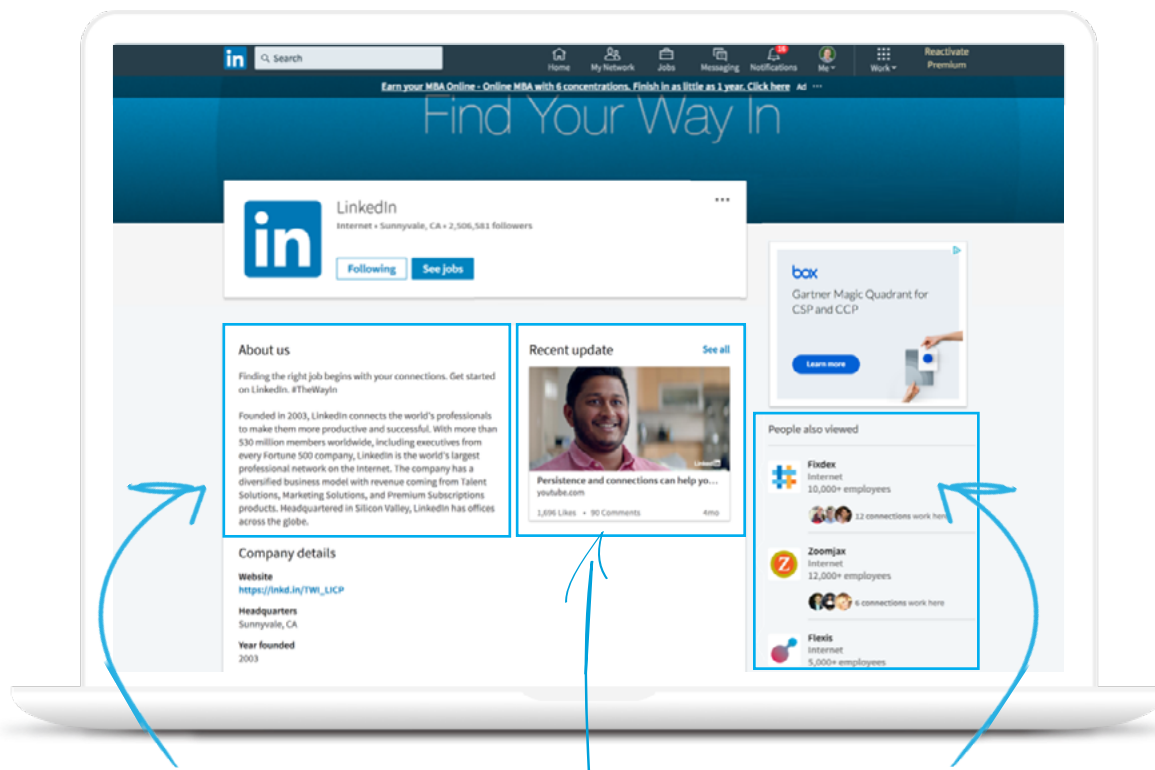 in
Search
Home
My Network
Jobs
Messaging
16
Notifications
Me
Work
Reactivate
Premium
Earn your MBA Online - Online MBA with 6 concentrations. Finish in as little as 1 year. Click here Ad ···
Find Your Way In
in
LinkedIn
Internet • Sunnyvale, CA • 2,506,581 followers
Following
See jobs
box
Gartner Magic Quadrant for
CSP and CCP
Learn more
About us
Finding the right job begins with your connections. Get started
on LinkedIn. #TheWayIn
Founded in 2003, LinkedIn connects the world's professionals
to make them more productive and successful. With more than
530 million members worldwide, including executives from
every Fortune 500 company, LinkedIn is the world's largest
professional network on the Internet. The company has a
diversified business model with revenue coming from Talent
Solutions, Marketing Solutions, and Premium Subscriptions
products. Headquartered in Silicon Valley, LinkedIn has offices
across the globe.
Recent update
See all
LinkedIn
Persistence and connections can help yo...
youtube.com
1,696 Likes • 90 Comments
4mo
People also viewed
Fixdex
Internet
10,000+ employees
12 connections work here
Zoomjax
Internet
12,000+ employees
6 connections work here
Flexis
Internet
5,000+ employees
Company details
Website
https://lnkd.in/TWI_LICP
Headquarters
Sunnyvale, CA
Year founded
2003